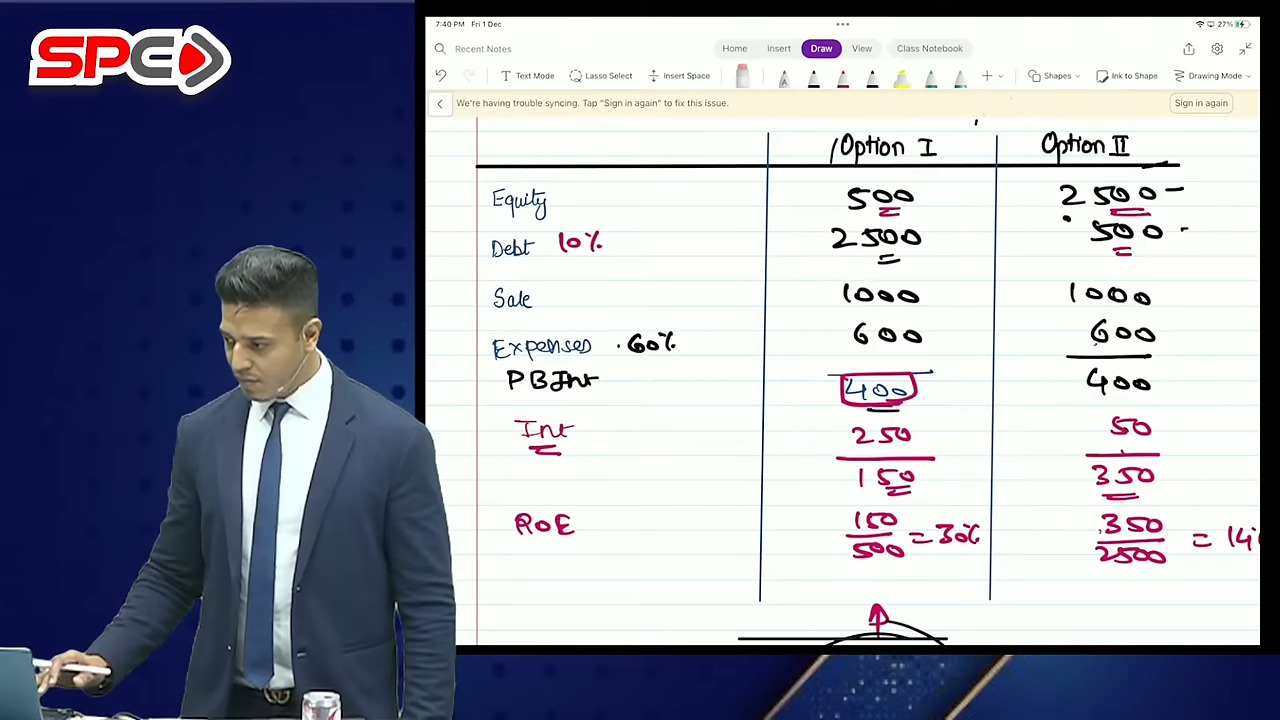 SPC
7:40 PM Fri 1 Dec
27%
Recent Notes
Home Insert Draw View Class Notebook
Text Mode Lasso Select Insert Space Shapes Ink to Shape Drawing Mode
We're having trouble syncing. Tap "Sign in again" to fix this issue. Sign in again
Option I Option II
Equity 500 2500
Debt 10% 2500 500
Sale 1000 1000
Expenses 60% 600 600
PBInt 400 400
Int 250 50
150 350
ROE 150/500 = 30% 350/2500 = 14%